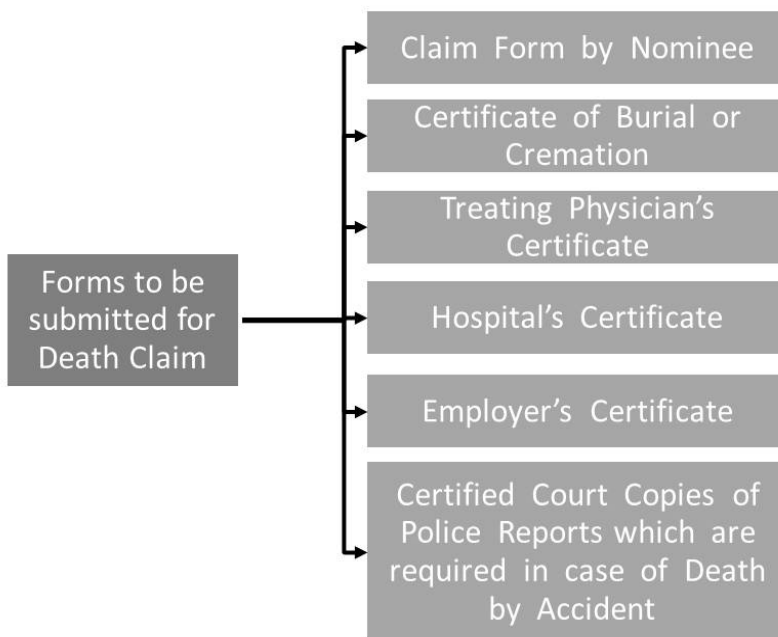 Forms to be
submitted for
Death Claim
Claim Form by Nominee
Certificate of Burial or
Cremation
Treating Physician’s
Certificate
Hospital’s Certificate
Employer’s Certificate
Certified Court Copies of
Police Reports which are
required in case of Death
by Accident